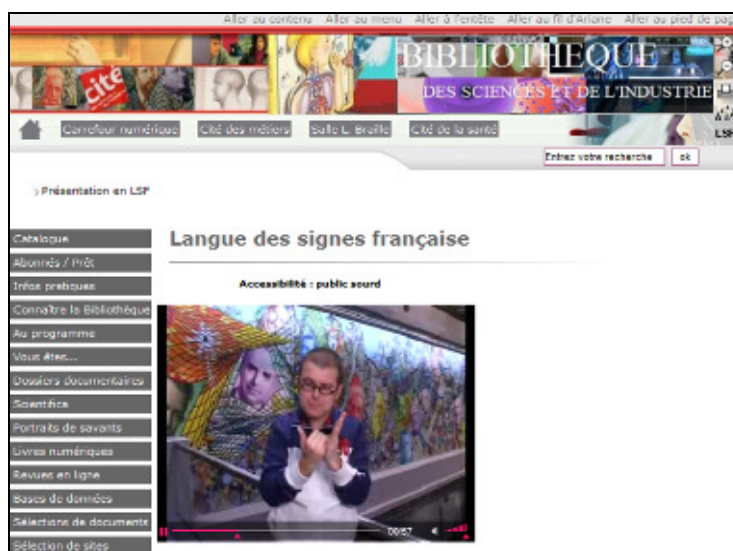 Aller au contenu Aller au menu Aller à l'entête Aller au fil d'Ariane Aller au pied de pag
cité
BIBLIOTHEQUE
DES SCIENCES ET DE L'INDUSTRIE
Carrefour numérique Cité des métiers Salle L. Braille Cité de la santé
LSF
Entrez votre recherche ok
Présentation en LSF
Catalogue
Langue des signes française
Abonnés / Prêt
Infos pratiques
Accessibilité : public sourd
Connaître la Bibliothèque
Au programme
Vous êtes...
Dossiers documentaires
Scientifica
Portraits de savants
Livres numériques
Revues en ligne
Bases de données
Sélections de documents
00/57
Sélection de sites